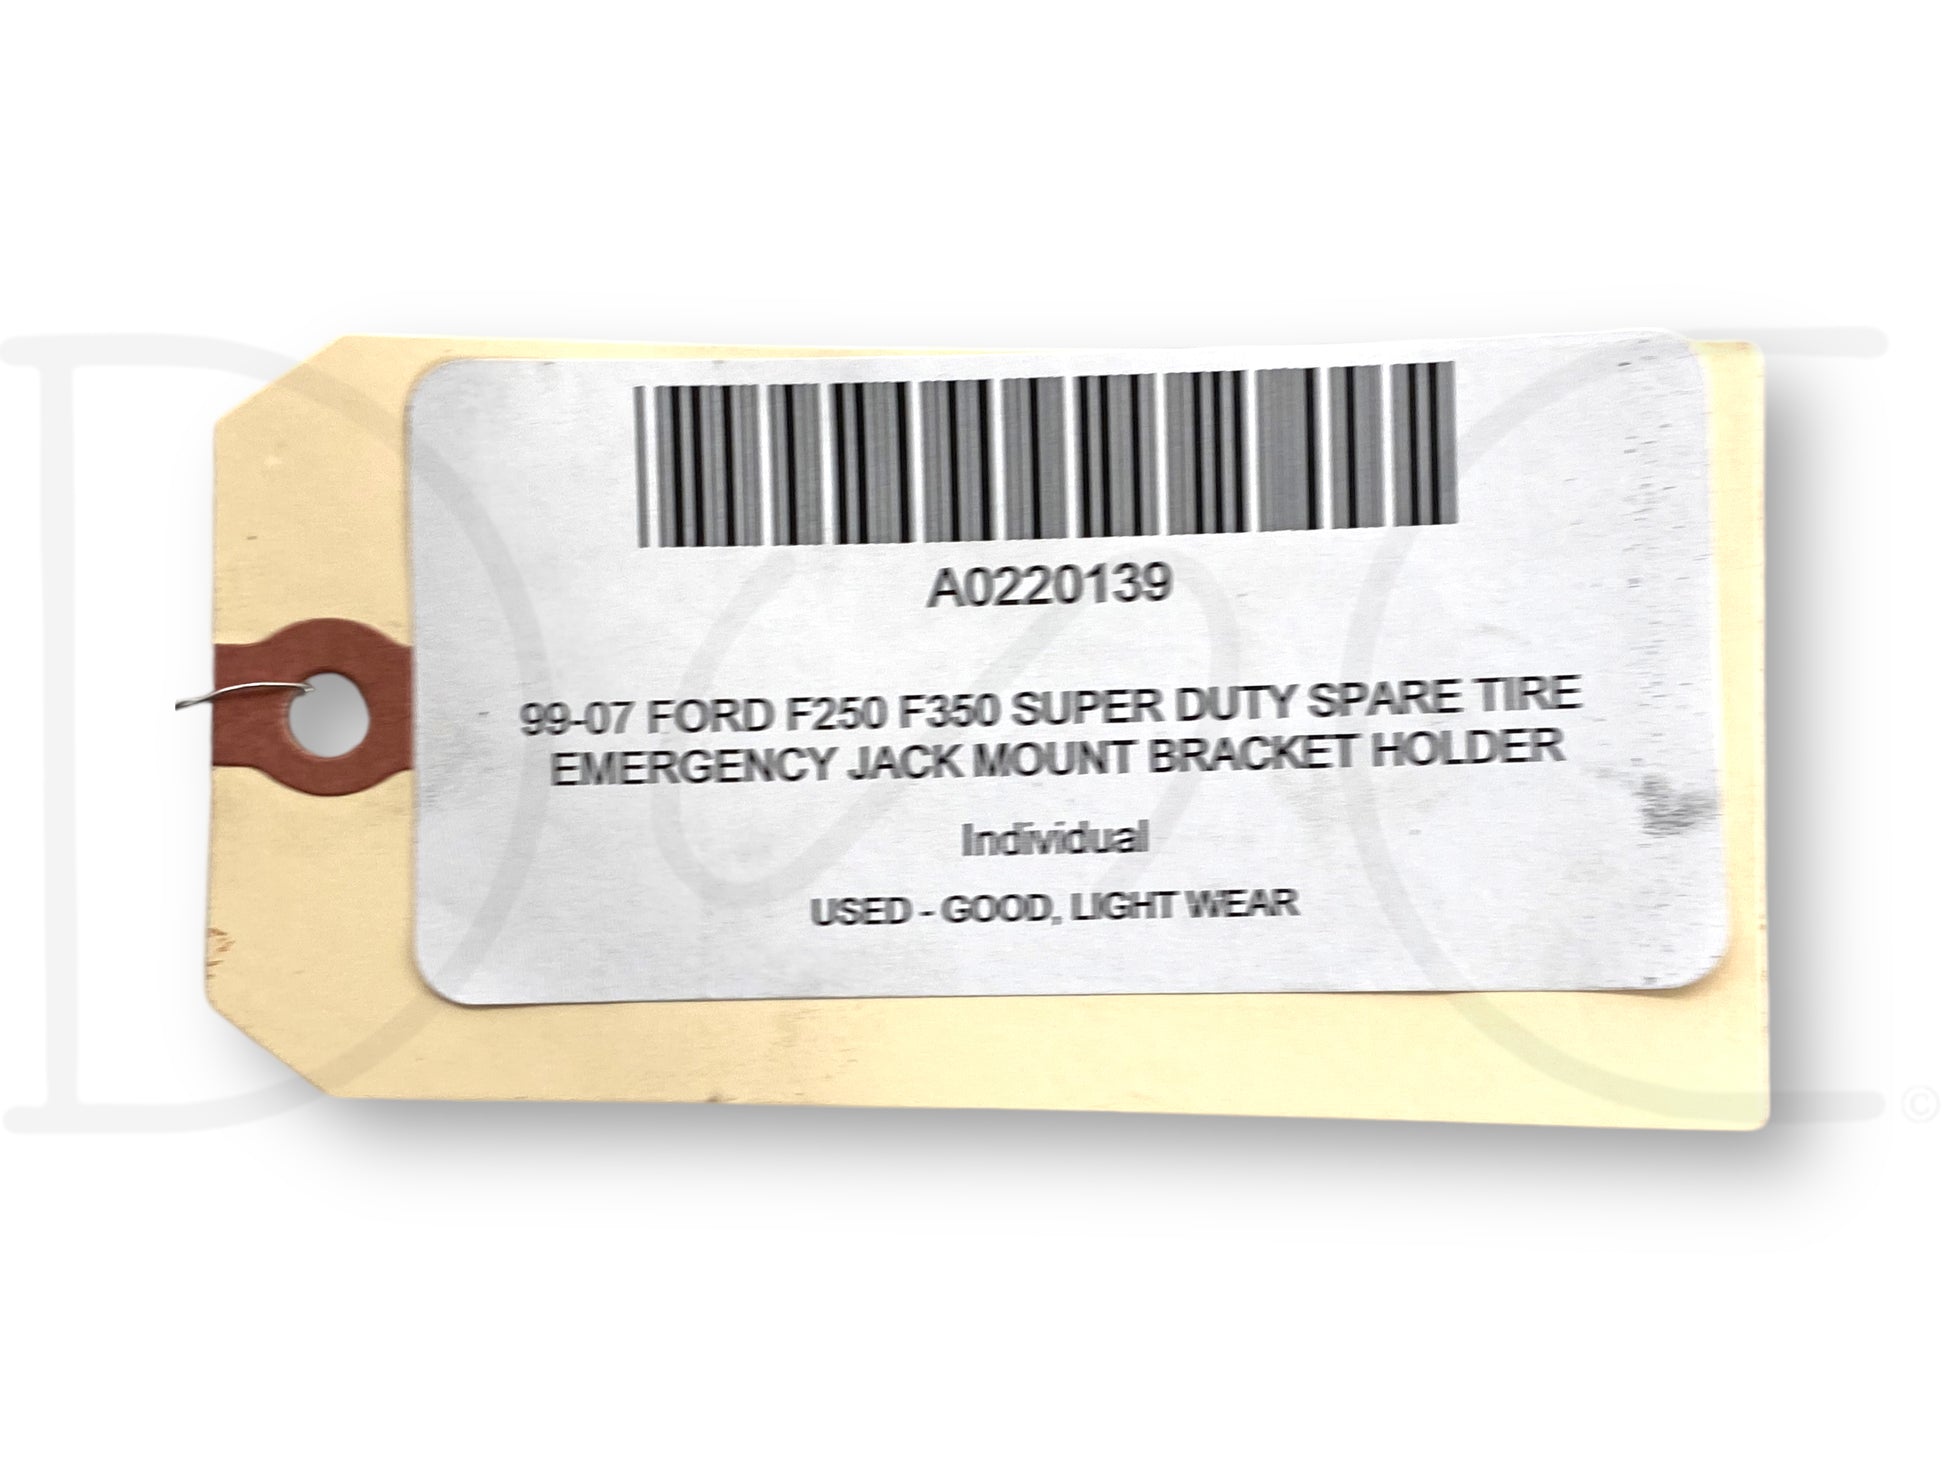 A0220139
99-07 FORD F250 F350 SUPER DUTY SPARE TIRE
EMERGENCY JACK MOUNT BRACKET HOLDER
Individual
USED - GOOD, LIGHT WEAR
©